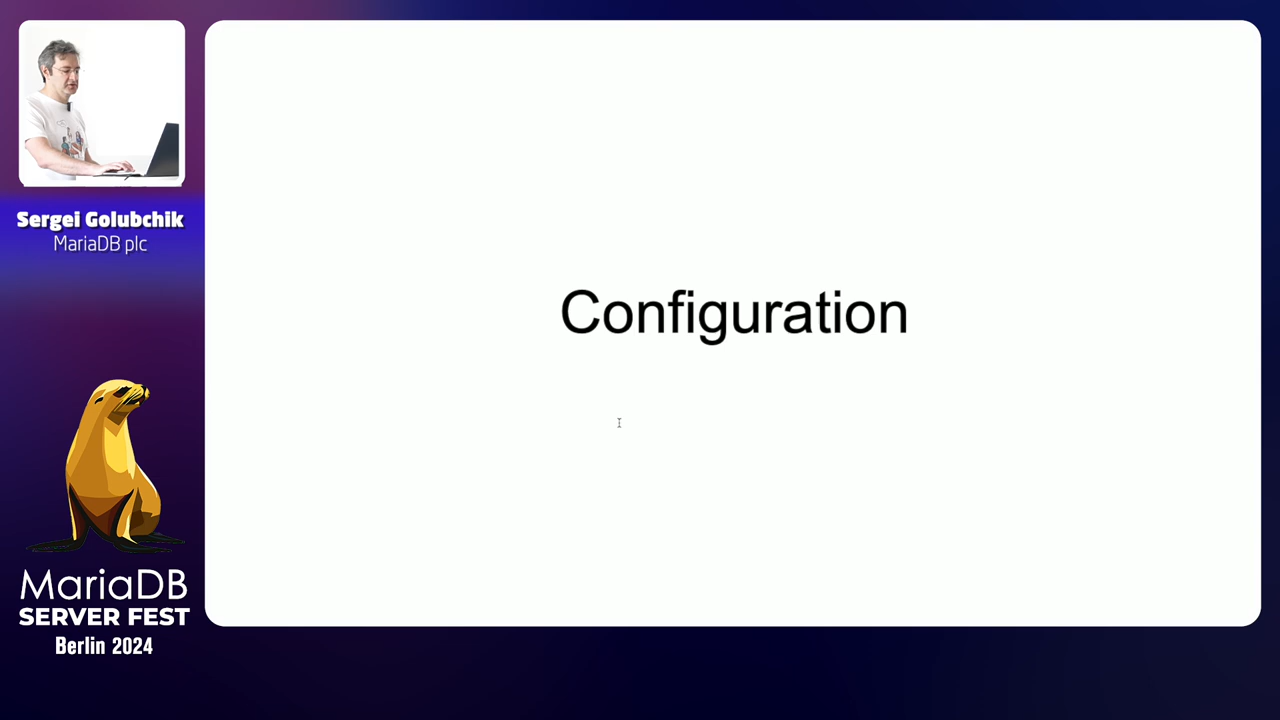 Sergei Golubchik
MariaDB plc
Configuration
MariaDB
SERVER FEST
Berlin 2024